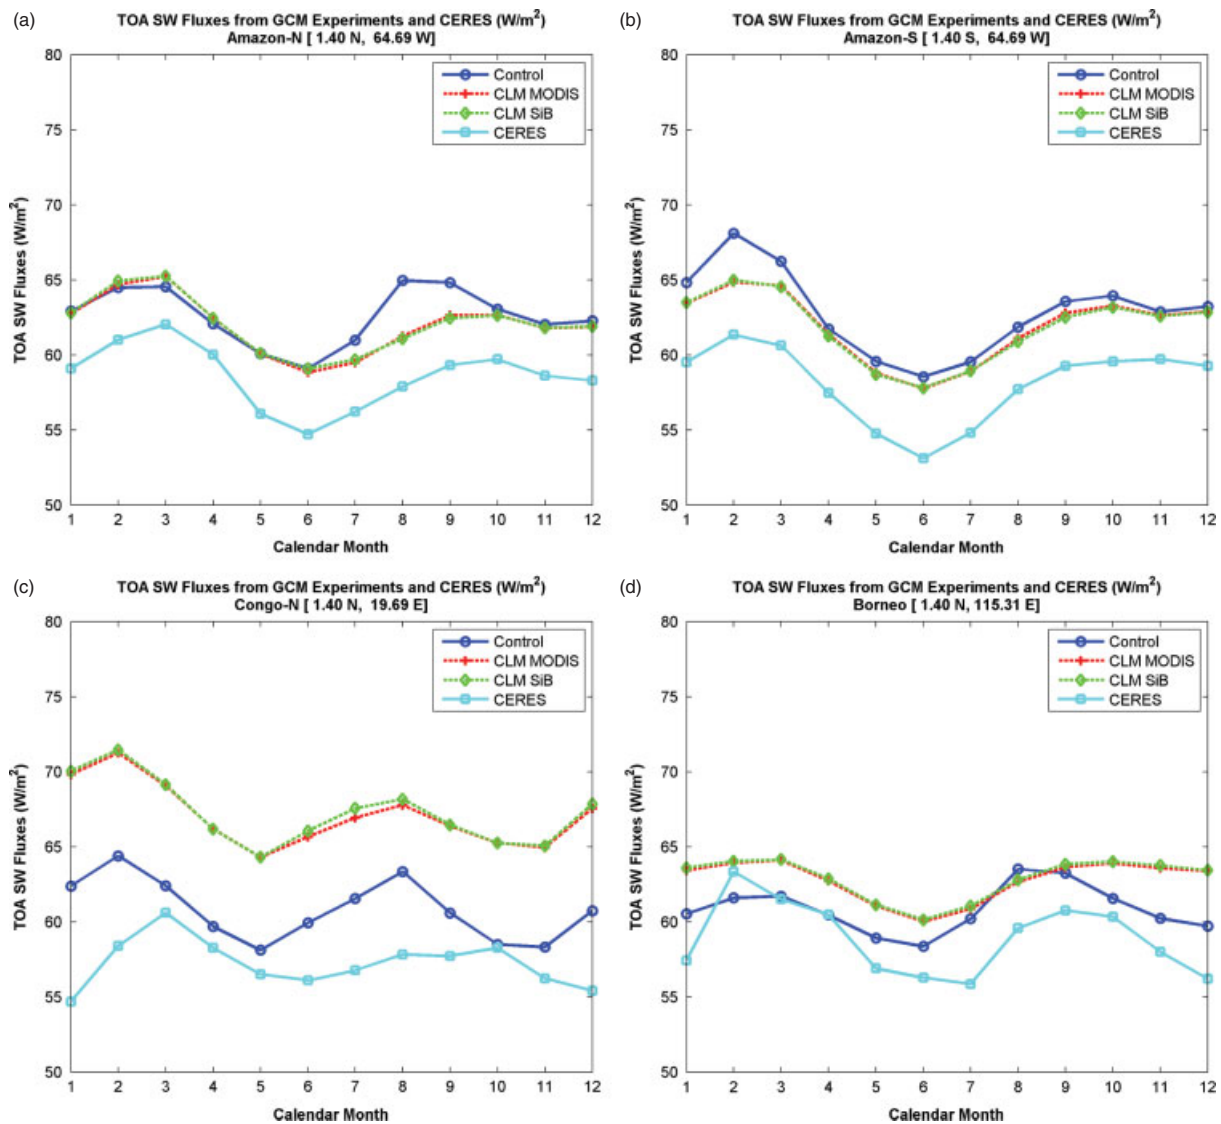 (a)
TOA SW Fluxes from GCM Experiments and CERES (W/m²)
Amazon-N [ 1.40 N, 64.69 W]
Control
CLM MODIS
CLM SiB
CERES
TOA SW Fluxes (W/m²)
80
75
70
65
60
55
50
1 2 3 4 5 6 7 8 9 10 11 12
Calendar Month
(b)
TOA SW Fluxes from GCM Experiments and CERES (W/m²)
Amazon-S [ 1.40 S, 64.69 W]
Control
CLM MODIS
CLM SiB
CERES
TOA SW Fluxes (W/m²)
80
75
70
65
60
55
50
1 2 3 4 5 6 7 8 9 10 11 12
Calendar Month
(c)
TOA SW Fluxes from GCM Experiments and CERES (W/m²)
Congo-N [ 1.40 N, 19.69 E]
Control
CLM MODIS
CLM SiB
CERES
TOA SW Fluxes (W/m²)
80
75
70
65
60
55
50
1 2 3 4 5 6 7 8 9 10 11 12
Calendar Month
(d)
TOA SW Fluxes from GCM Experiments and CERES (W/m²)
Borneo [ 1.40 N, 115.31 E]
Control
CLM MODIS
CLM SiB
CERES
TOA SW Fluxes (W/m²)
80
75
70
65
60
55
50
1 2 3 4 5 6 7 8 9 10 11 12
Calendar Month